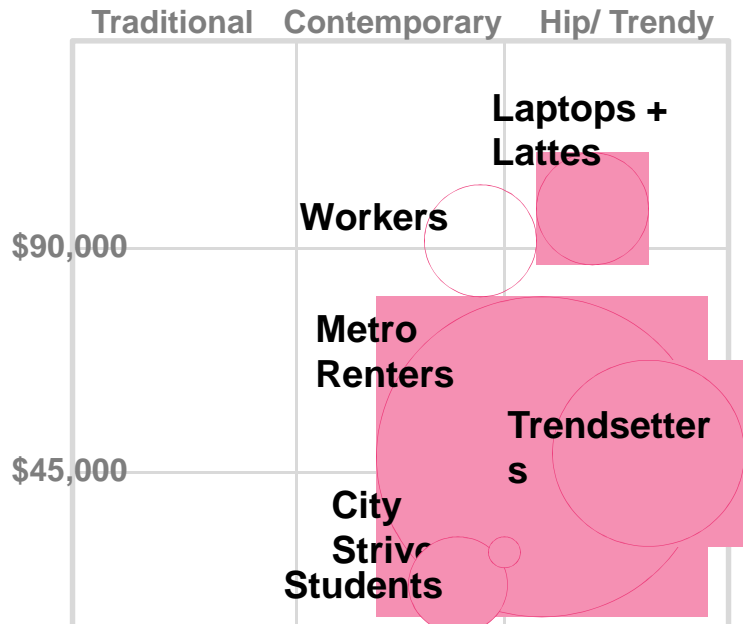 Traditional Contemporary Hip/ Trendy
Laptops +
Lattes
Workers
$90,000
Metro
Renters
Trendsetter
s
$45,000
City
Students